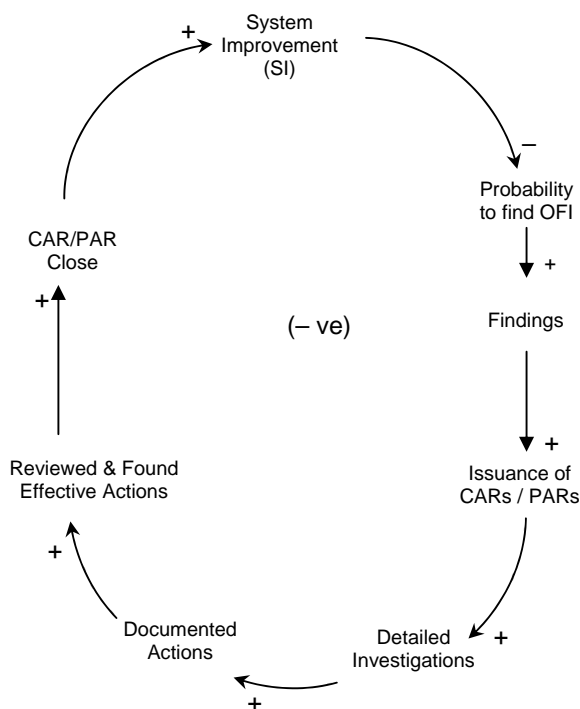 System
Improvement
(SI)
+
–
Probability
to find OFI
+
Findings
+
Issuance of
CARs / PARs
+
Detailed
Investigations
+
Documented
Actions
+
Reviewed & Found
Effective Actions
+
CAR/PAR
Close
(– ve)